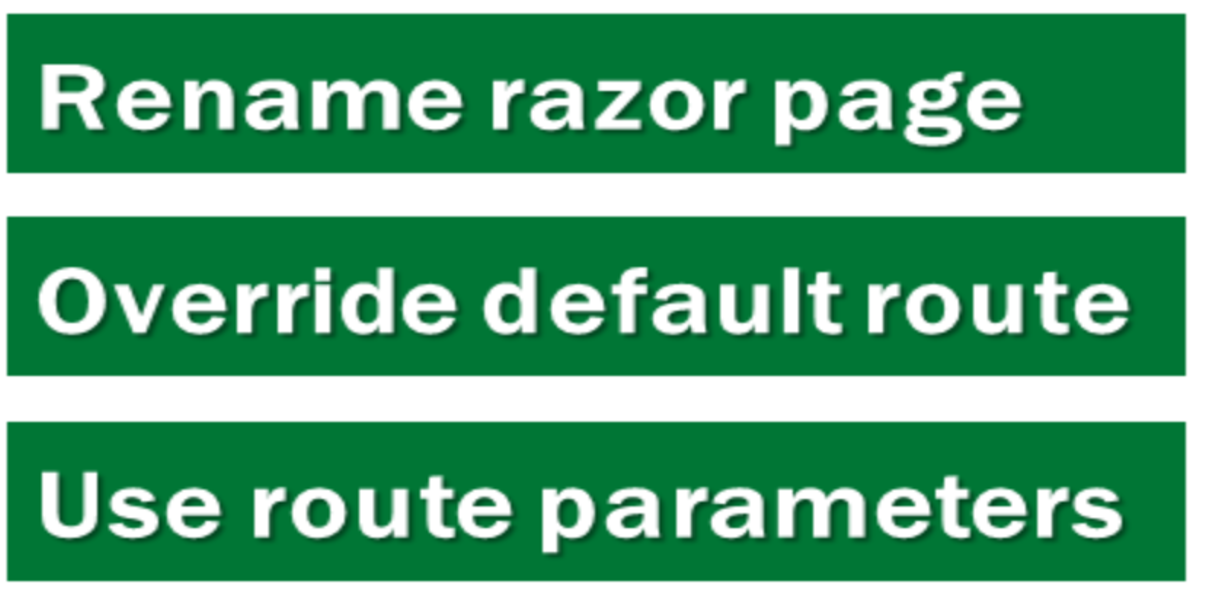 Rename razor page
Override default route
Use route parameters